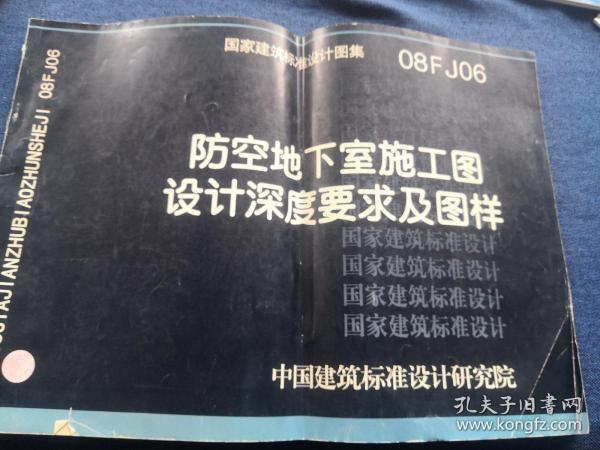 国家建筑标准设计图集
08FJ06
防空地下室施工图
设计深度要求及图样
国家建筑标准设计
国家建筑标准设计
国家建筑标准设计
国家建筑标准设计
中国建筑标准设计研究院
JIANZHUBIAOZHUNSHEJI 08FJ06
孔夫子旧书网
www.kongfz.com